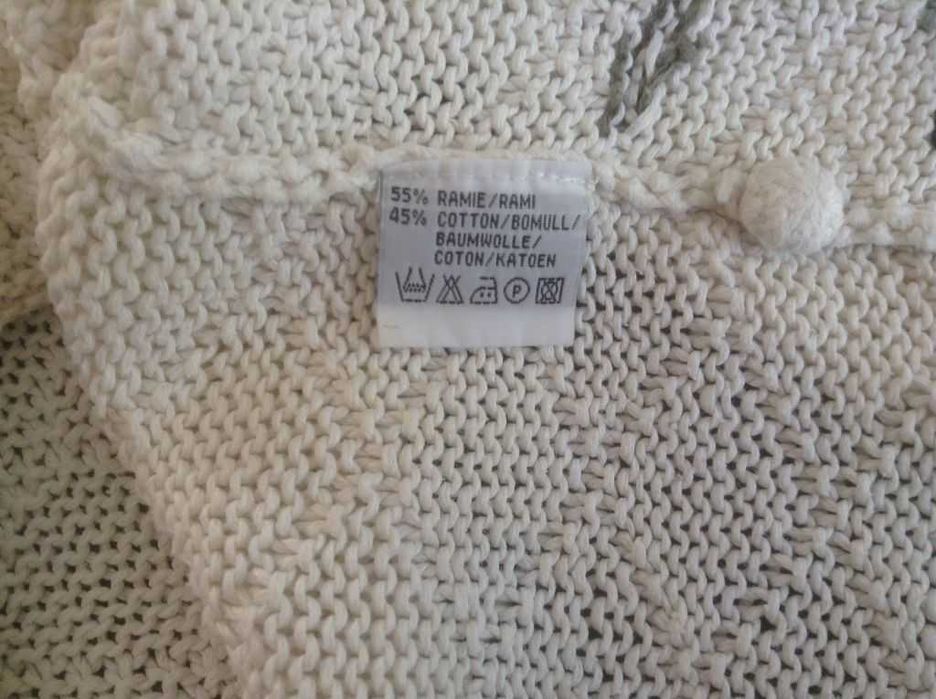 55% RAMIE/RAMI
45% COTTON/BOMULL/
BAUMWOLLE/
COTON/KATOEN
P